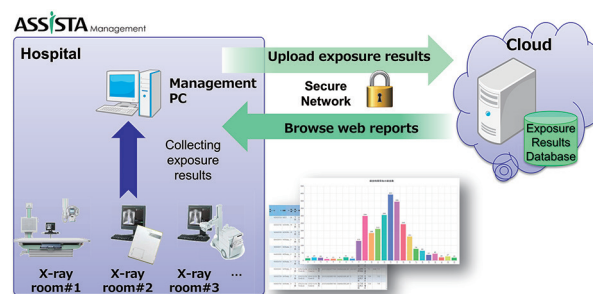 ASSISTA Management
Hospital
Management
PC
Collecting
exposure
results
X-ray
room#1
X-ray
room#2
X-ray
room#3
...
Upload exposure results
Secure
Network
Browse web reports
Cloud
Exposure
Results
Database